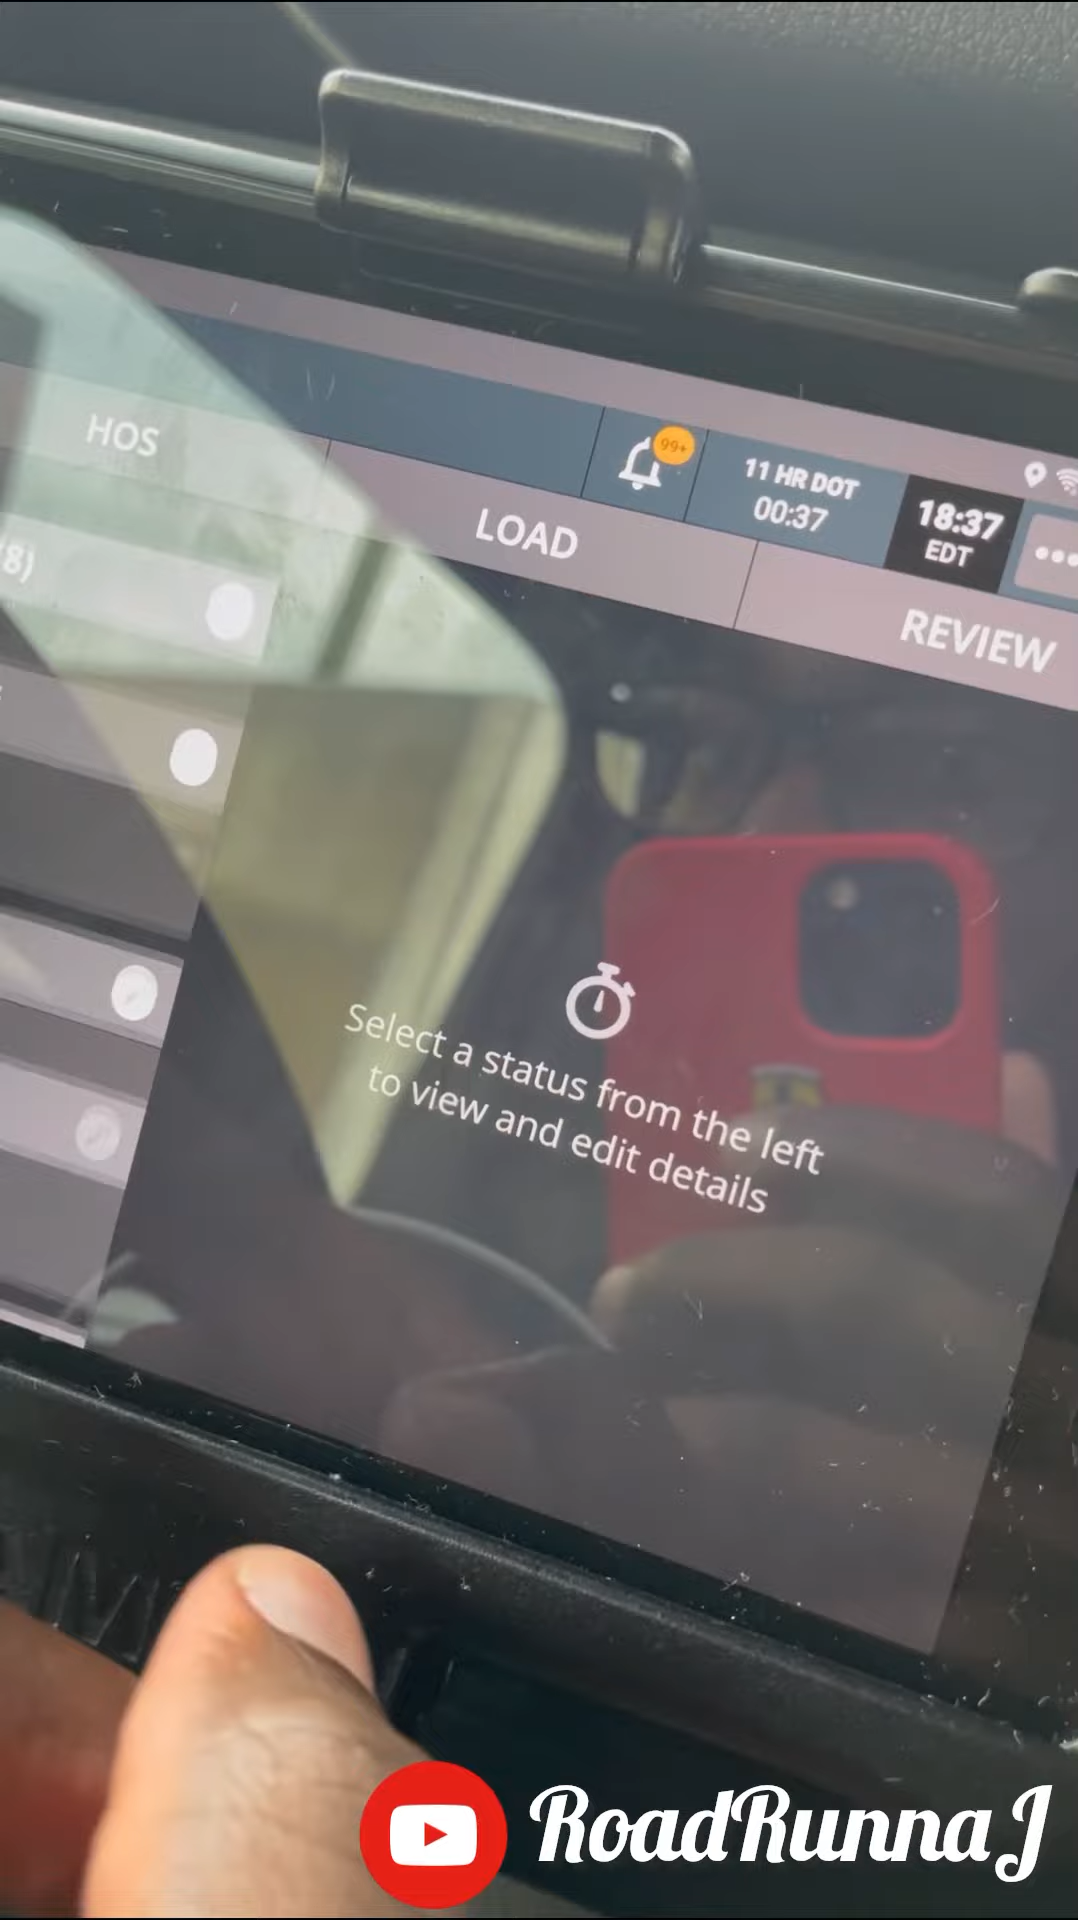 99+
11 HR DOT
00:37
18:37
EDT
HOS
LOAD
REVIEW
8)
Select a status from the left
to view and edit details
RoadRunnaJ